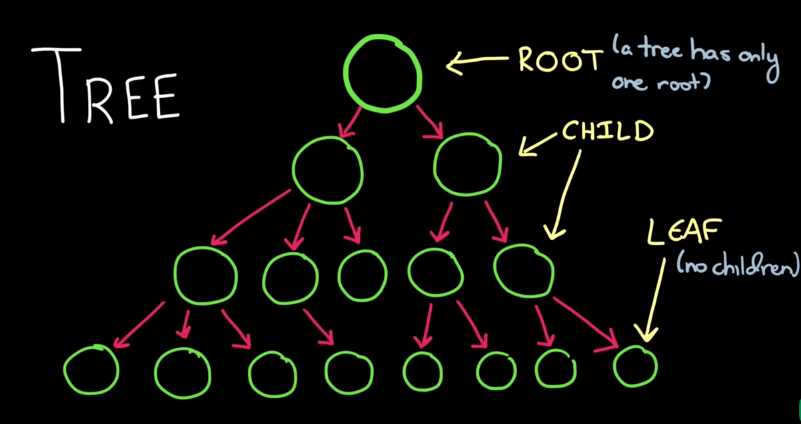 TREE
ROOT (a tree has only
one root)
CHILD
LEAF
(no children)